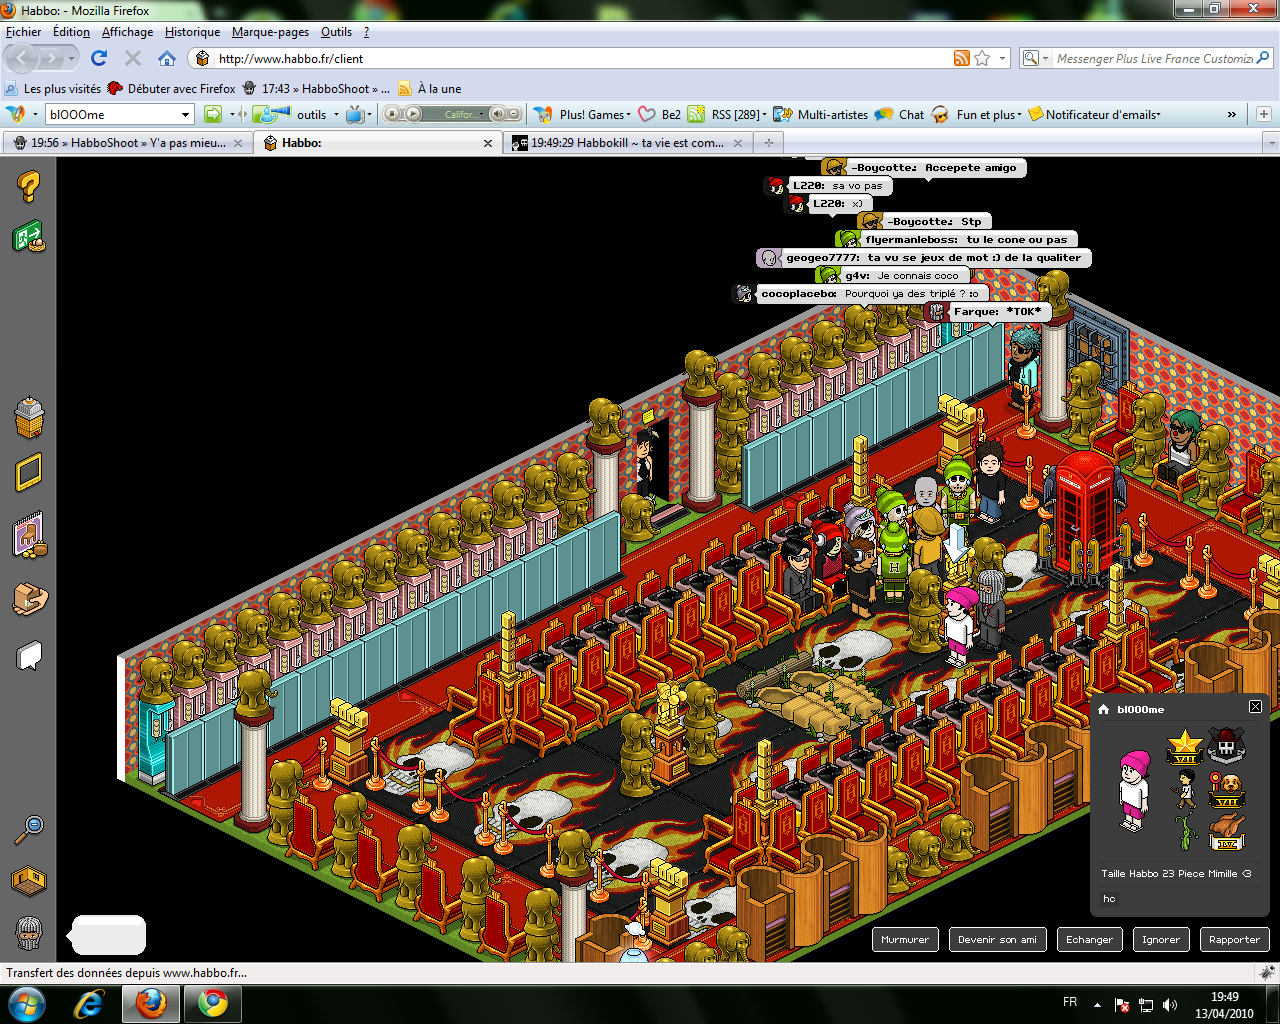 Habbo: - Mozilla Firefox
Fichier Édition Affichage Historique Marque-pages Outils ?
http://www.habbo.fr/client
Messenger Plus Live France Customiz
Les plus visités Débuter avec Firefox 17:43 » HabboShoot » ... À la une
blOOOme outils Califor... Plus! Games Be2 RSS [289] Multi-artistes Chat Fun et plus Notificateur d'emails »
19:56 » HabboShoot » Y'a pas mieu... Habbo: 19:49:29 Habbokill ~ ta vie est com...
-Boycotte: Accepete amigo
L220: sa vo pas
L220: x)
-Boycotte: Stp
flyermanleboss: tu le cone ou pas
geogeo7777: ta vu se jeux de mot :) de la qualiter
g4v: Je connais coco
cocoplacebo: Pourquoi ya des triplé ? :o
Farque: *TOK*
H
blOOOme
Taille Habbo 23 Piece Mimille <3
hc
Murmurer Devenir son ami Echanger Ignorer Rapporter
Transfert des données depuis www.habbo.fr...
FR
19:49
13/04/2010